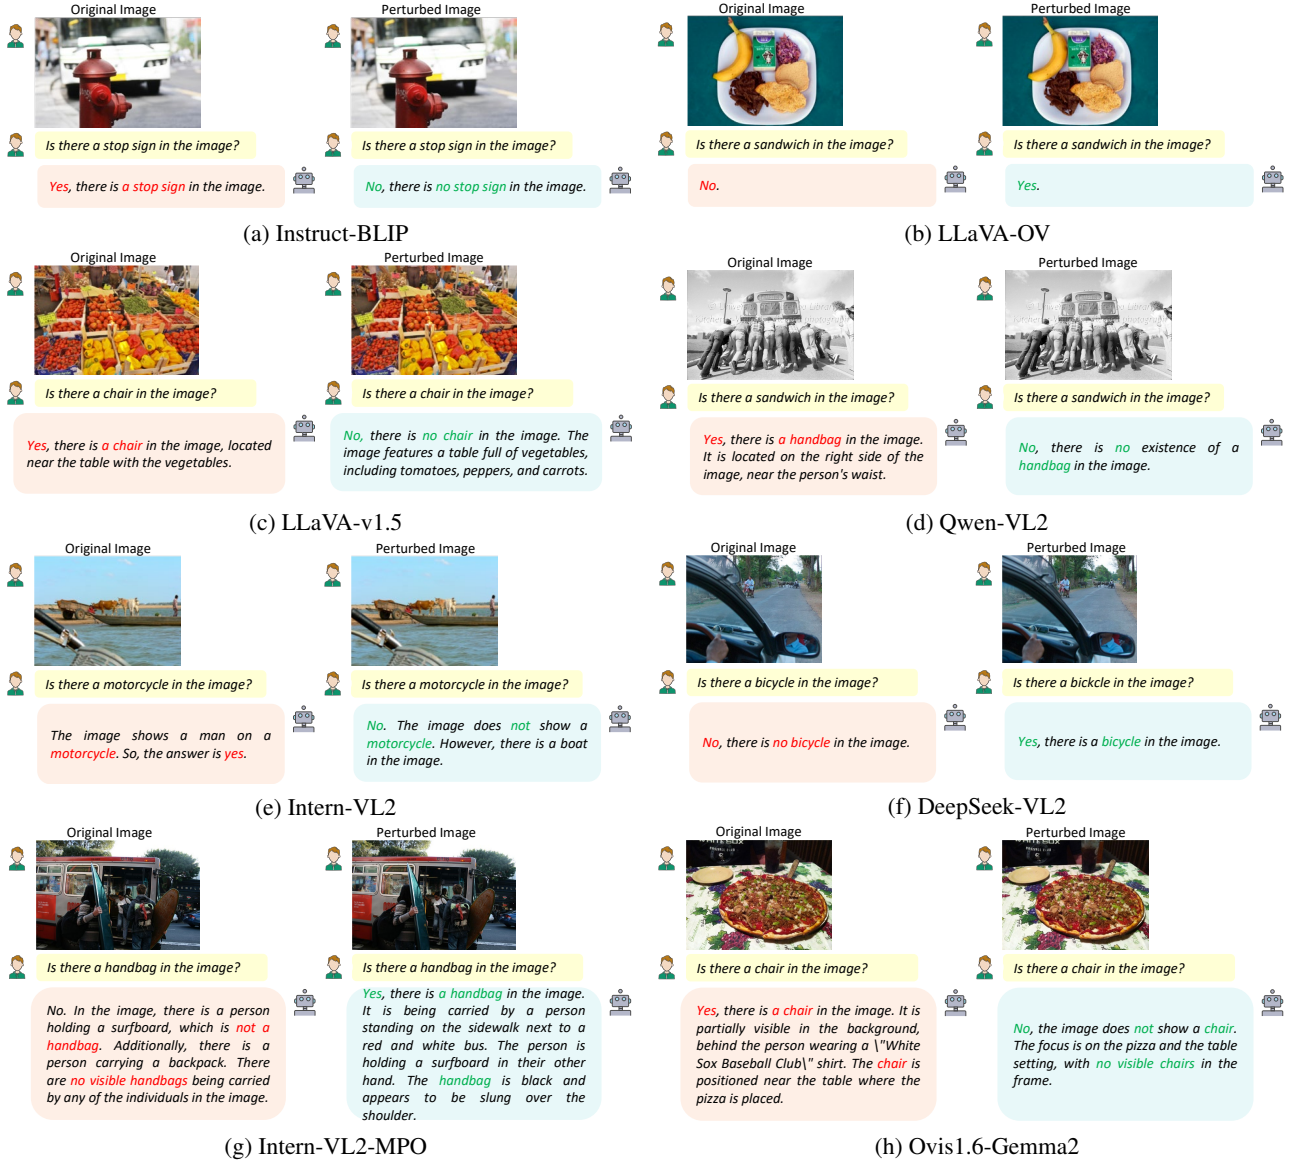 Original Image
Perturbed Image
Is there a stop sign in the image?
Is there a stop sign in the image?
Yes, there is a stop sign in the image.
No, there is no stop sign in the image.
(a) Instruct-BLIP
Original Image
Perturbed Image
Is there a sandwich in the image?
Is there a sandwich in the image?
No.
Yes.
(b) LLaVA-OV
Original Image
Perturbed Image
Is there a chair in the image?
Is there a chair in the image?
Yes, there is a chair in the image, located
near the table with the vegetables.
No, there is no chair in the image. The
image features a table full of vegetables,
including tomatoes, peppers, and carrots.
(c) LLaVA-v1.5
Original Image
Perturbed Image
Is there a sandwich in the image?
Is there a sandwich in the image?
Yes, there is a handbag in the image.
It is located on the right side of the
image, near the person's waist.
No, there is no existence of a
handbag in the image.
(d) Qwen-VL2
Original Image
Perturbed Image
Is there a motorcycle in the image?
Is there a motorcycle in the image?
The image shows a man on a
motorcycle. So, the answer is yes.
No. The image does not show a
motorcycle. However, there is a boat
in the image.
(e) Intern-VL2
Original Image
Perturbed Image
Is there a bicycle in the image?
Is there a bickcle in the image?
No, there is no bicycle in the image.
Yes, there is a bicycle in the image.
(f) DeepSeek-VL2
Original Image
Perturbed Image
Is there a handbag in the image?
Is there a handbag in the image?
No. In the image, there is a person
holding a surfboard, which is not a
handbag. Additionally, there is a
person carrying a backpack. There
are no visible handbags being carried
by any of the individuals in the image.
Yes, there is a handbag in the image.
It is being carried by a person
standing on the sidewalk next to a
red and white bus. The person is
holding a surfboard in their other
hand. The handbag is black and
appears to be slung over the
shoulder.
(g) Intern-VL2-MPO
Original Image
Perturbed Image
Is there a chair in the image?
Is there a chair in the image?
Yes, there is a chair in the image. It is
partially visible in the background,
behind the person wearing a \"White
Sox Baseball Club\" shirt. The chair is
positioned near the table where the
pizza is placed.
No, the image does not show a chair.
The focus is on the pizza and the table
setting, with no visible chairs in the
frame.
(h) Ovis1.6-Gemma2